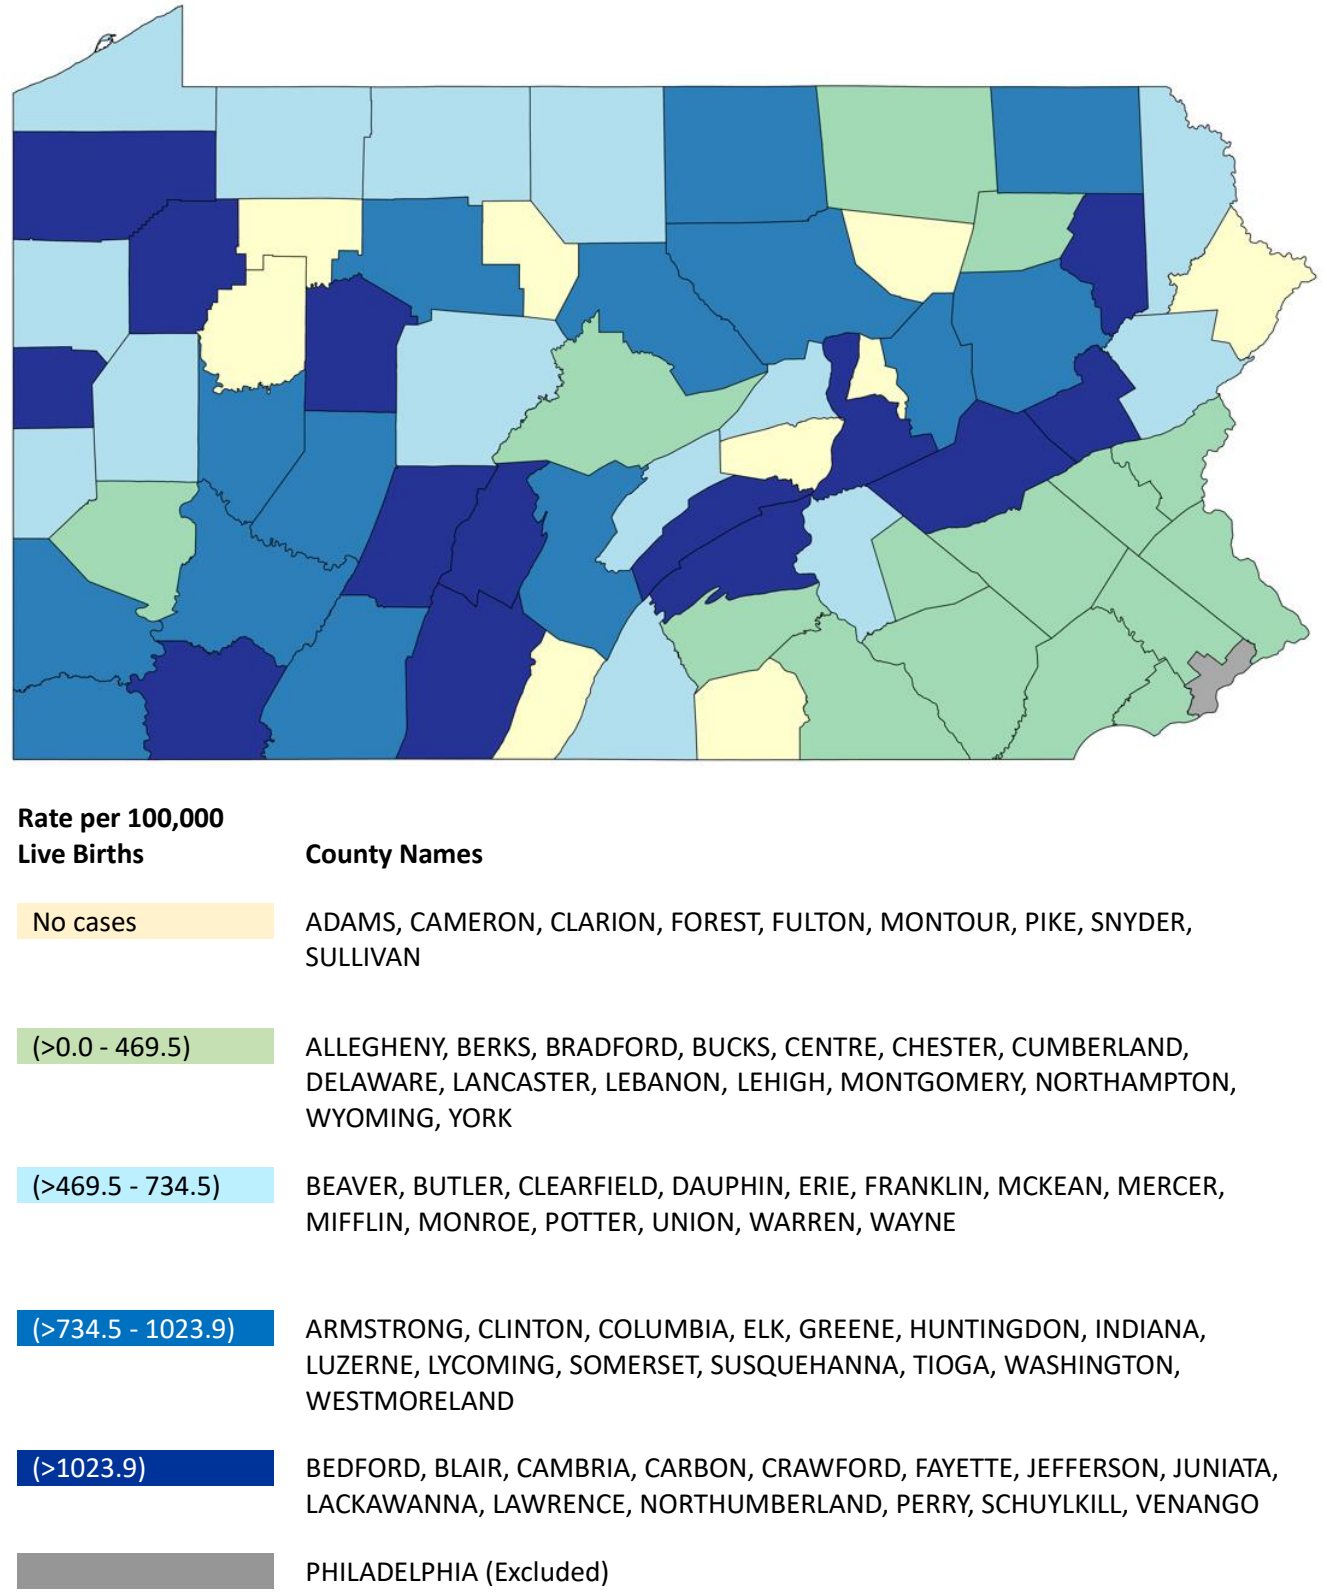 Rate per 100,000
Live Births
County Names
No cases
ADAMS, CAMERON, CLARION, FOREST, FULTON, MONTOUR, PIKE, SNYDER,
SULLIVAN
(>0.0 - 469.5)
ALLEGHENY, BERKS, BRADFORD, BUCKS, CENTRE, CHESTER, CUMBERLAND,
DELAWARE, LANCASTER, LEBANON, LEHIGH, MONTGOMERY, NORTHAMPTON,
WYOMING, YORK
(>469.5 - 734.5)
BEAVER, BUTLER, CLEARFIELD, DAUPHIN, ERIE, FRANKLIN, MCKEAN, MERCER,
MIFFLIN, MONROE, POTTER, UNION, WARREN, WAYNE
(>734.5 - 1023.9)
ARMSTRONG, CLINTON, COLUMBIA, ELK, GREENE, HUNTINGDON, INDIANA,
LUZERNE, LYCOMING, SOMERSET, SUSQUEHANNA, TIOGA, WASHINGTON,
WESTMORELAND
(>1023.9)
BEDFORD, BLAIR, CAMBRIA, CARBON, CRAWFORD, FAYETTE, JEFFERSON, JUNIATA,
LACKAWANNA, LAWRENCE, NORTHUMBERLAND, PERRY, SCHUYLKILL, VENANGO
PHILADELPHIA (Excluded)